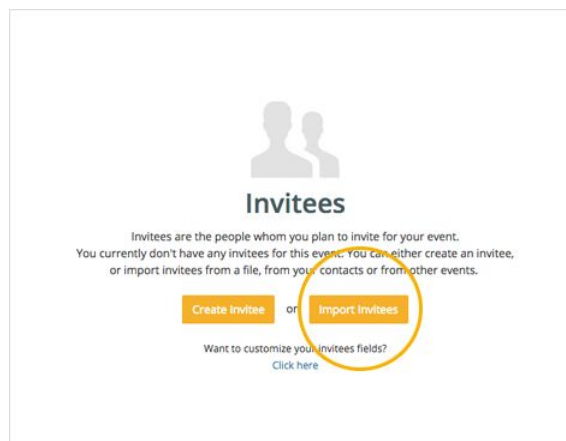 Invitees
Invitees are the people whom you plan to invite for your event.
You currently don't have any invitees for this event. You can either create an invitee,
or import invitees from a file, from your contacts or from other events.
Create Invitee or Import Invitees
Want to customize your invitees fields?
Click here